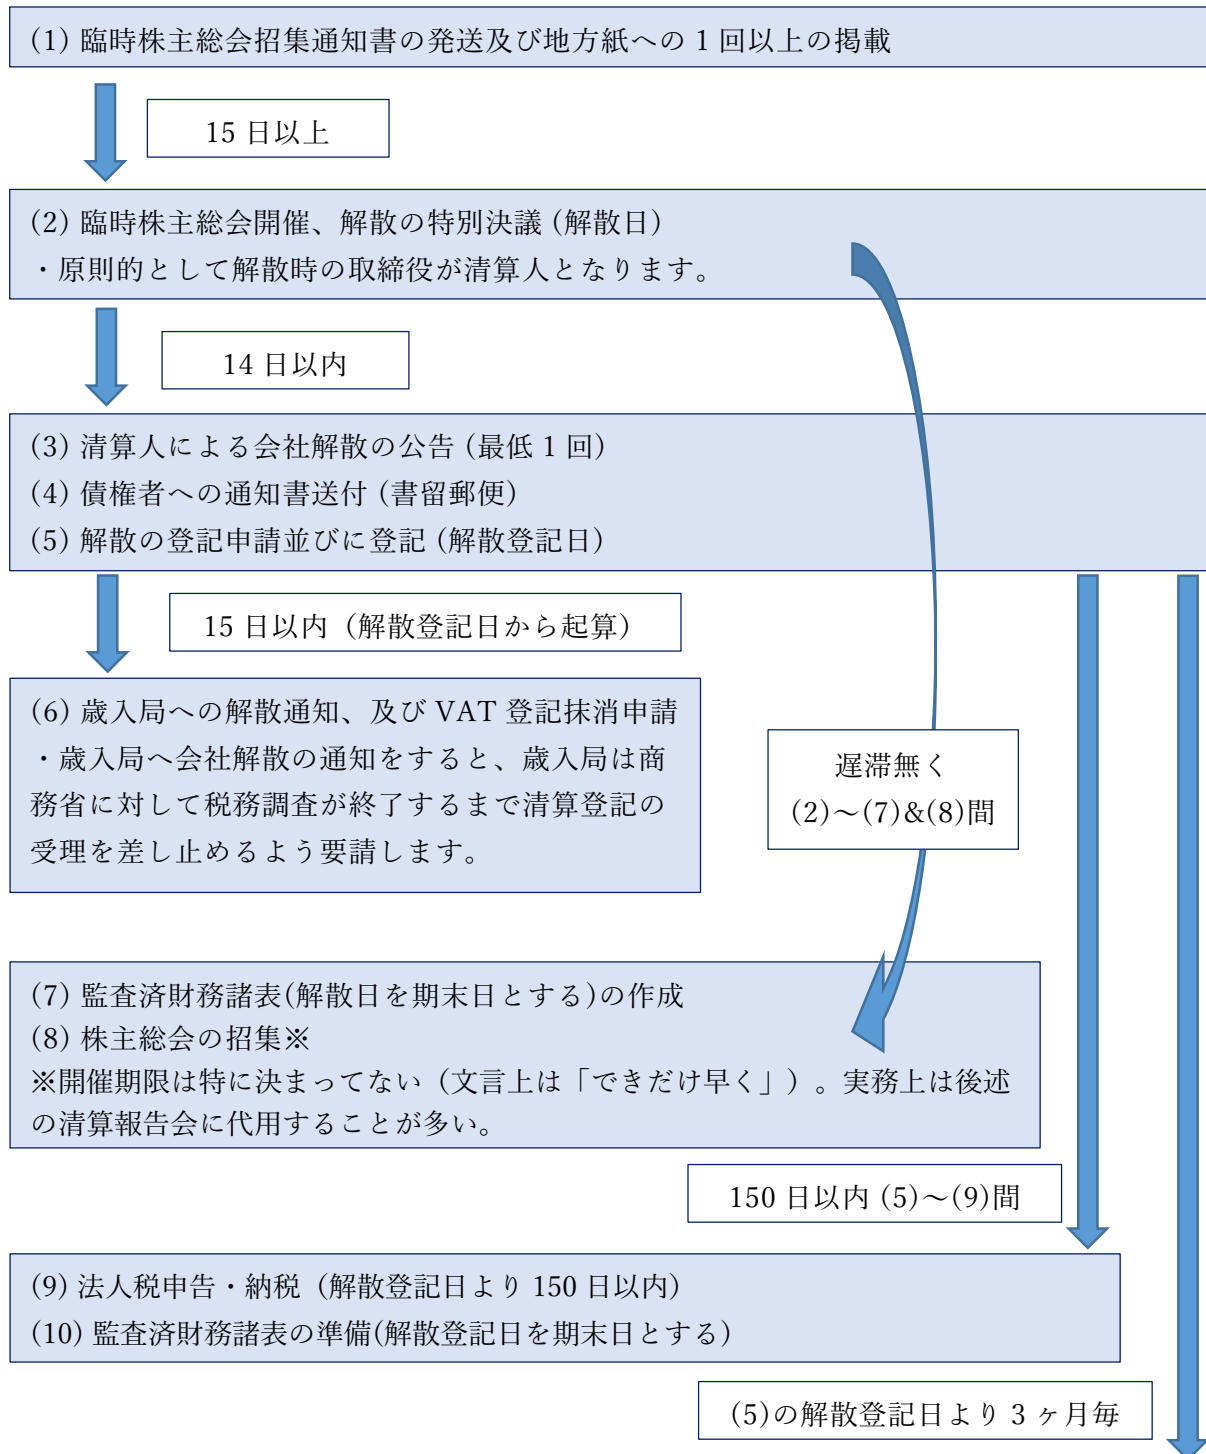 (1) 臨時株主総会招集通知書の発送及び地方紙への 1 回以上の掲載
15 日以上
(2) 臨時株主総会開催、解散の特別決議 (解散日)
・原則的として解散時の取締役が清算人となります。
14 日以内
(3) 清算人による会社解散の公告 (最低 1 回)
(4) 債権者への通知書送付 (書留郵便)
(5) 解散の登記申請並びに登記 (解散登記日)
15 日以内（解散登記日から起算）
(6) 歳入局への解散通知、及び VAT 登記抹消申請
・歳入局へ会社解散の通知をすると、歳入局は商
務省に対して税務調査が終了するまで清算登記の
受理を差し止めるよう要請します。
遅滞無く
(2)～(7)&(8)間
(7) 監査済財務諸表(解散日を期末日とする)の作成
(8) 株主総会の招集※
※開催期限は特に決まってない（文言上は「できだけ早く」）。実務上は後述
の清算報告会に代用することが多い。
150 日以内 (5)～(9)間
(9) 法人税申告・納税（解散登記日より 150 日以内）
(10) 監査済財務諸表の準備(解散登記日を期末日とする)
(5)の解散登記日より 3 ヶ月毎